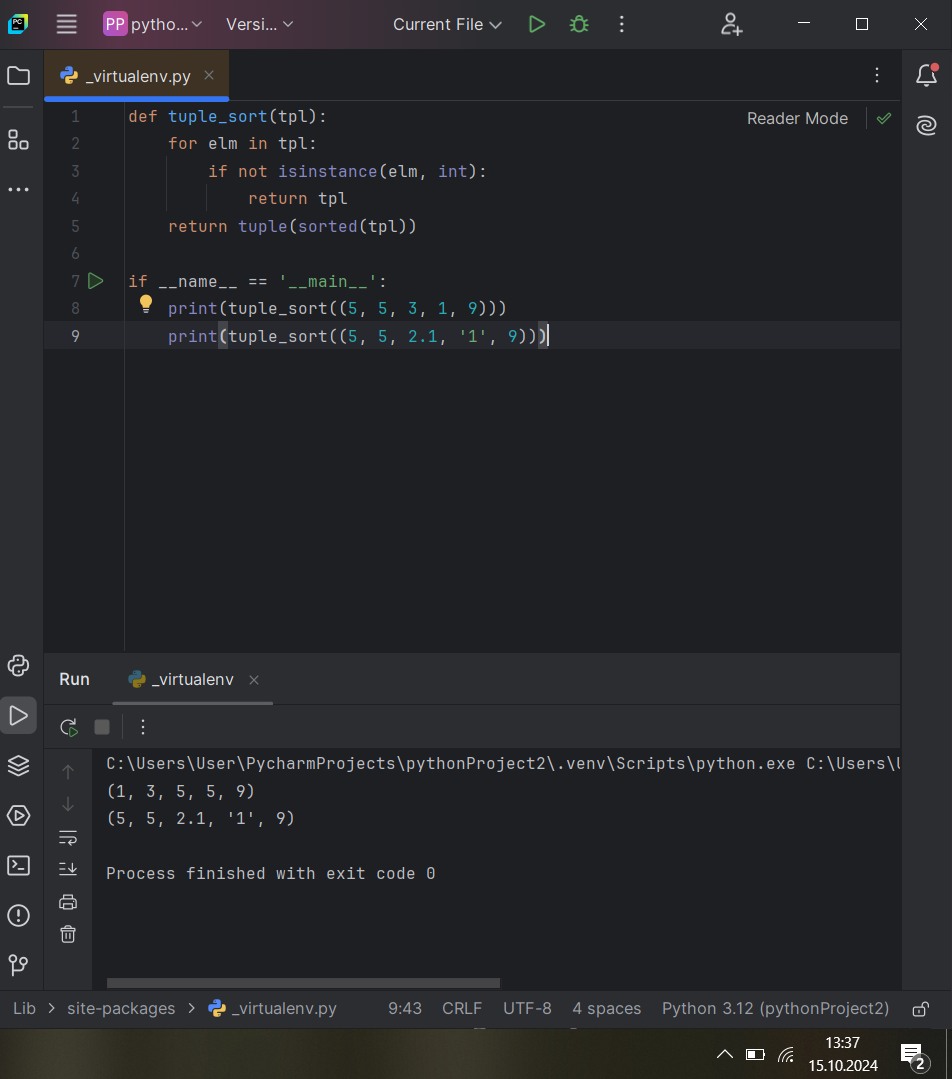 PC
PP pytho... Versi... Current File
_virtualenv.py
Reader Mode
1 def tuple_sort(tpl):
2     for elm in tpl:
3         if not isinstance(elm, int):
4             return tpl
5     return tuple(sorted(tpl))
6
7 if __name__ == '__main__':
8     print(tuple_sort((5, 5, 3, 1, 9)))
9     print(tuple_sort((5, 5, 2.1, '1', 9)))
Run _virtualenv
C:\Users\User\PycharmProjects\pythonProject2\.venv\Scripts\python.exe C:\Users\
(1, 3, 5, 5, 9)
(5, 5, 2.1, '1', 9)
Process finished with exit code 0
Lib > site-packages > _virtualenv.py 9:43 CRLF UTF-8 4 spaces Python 3.12 (pythonProject2)
13:37
15.10.2024
2